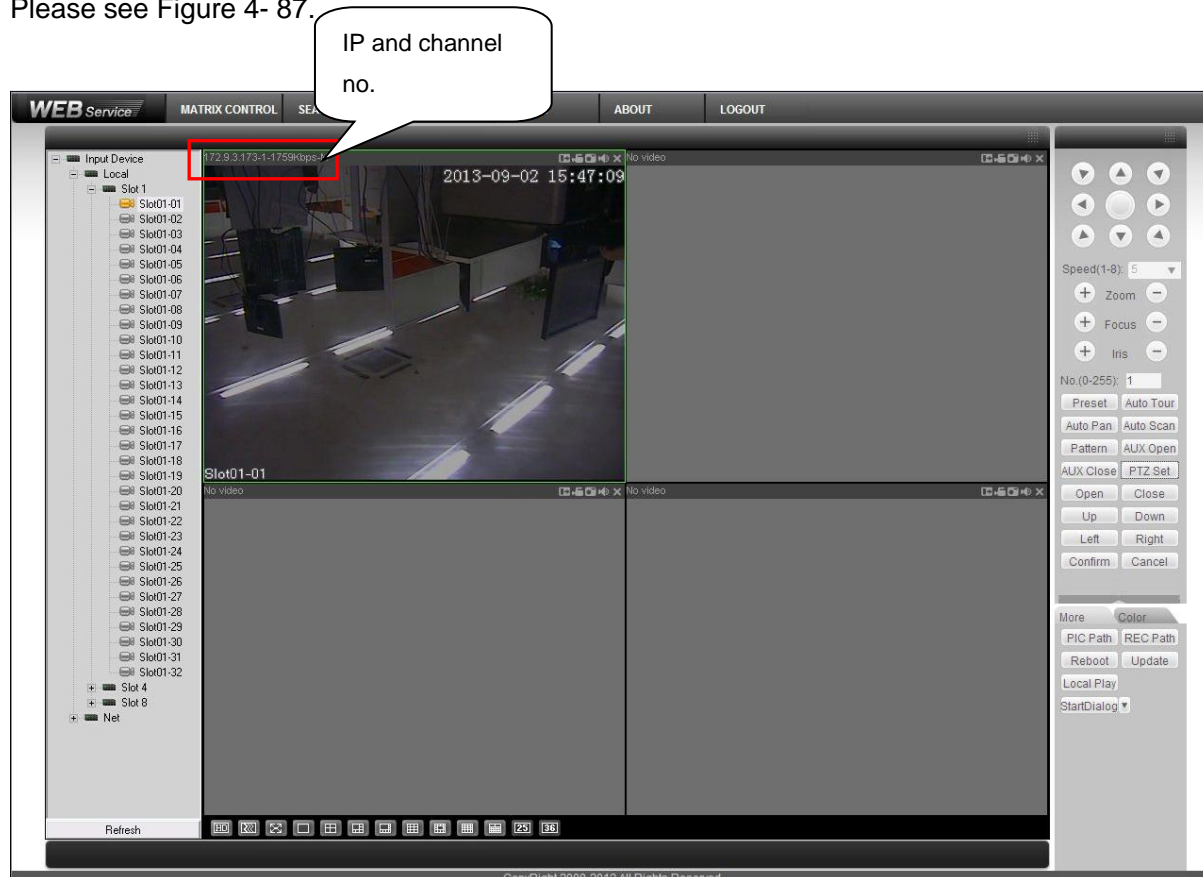 Please see Figure 4- 87.
IP and channel
no.
WEB Service
MATRIX CONTROL
ABOUT
LOGOUT
172.9.3.173-1-1759Kbps-
No video
2013-09-02 15:47:09
Slot01-01
No video
No video
Input Device
Local
Slot 1
Slot01-01
Slot01-02
Slot01-03
Slot01-04
Slot01-05
Slot01-06
Slot01-07
Slot01-08
Slot01-09
Slot01-10
Slot01-11
Slot01-12
Slot01-13
Slot01-14
Slot01-15
Slot01-16
Slot01-17
Slot01-18
Slot01-19
Slot01-20
Slot01-21
Slot01-22
Slot01-23
Slot01-24
Slot01-25
Slot01-26
Slot01-27
Slot01-28
Slot01-29
Slot01-30
Slot01-31
Slot01-32
Slot 4
Slot 8
Net
Refresh
HD
25
36
Speed(1-8): 5
Zoom
Focus
Iris
No.(0-255): 1
Preset Auto Tour
Auto Pan Auto Scan
Pattern AUX Open
AUX Close PTZ Set
Open Close
Up Down
Left Right
Confirm Cancel
More Color
PIC Path REC Path
Reboot Update
Local Play
StartDialog